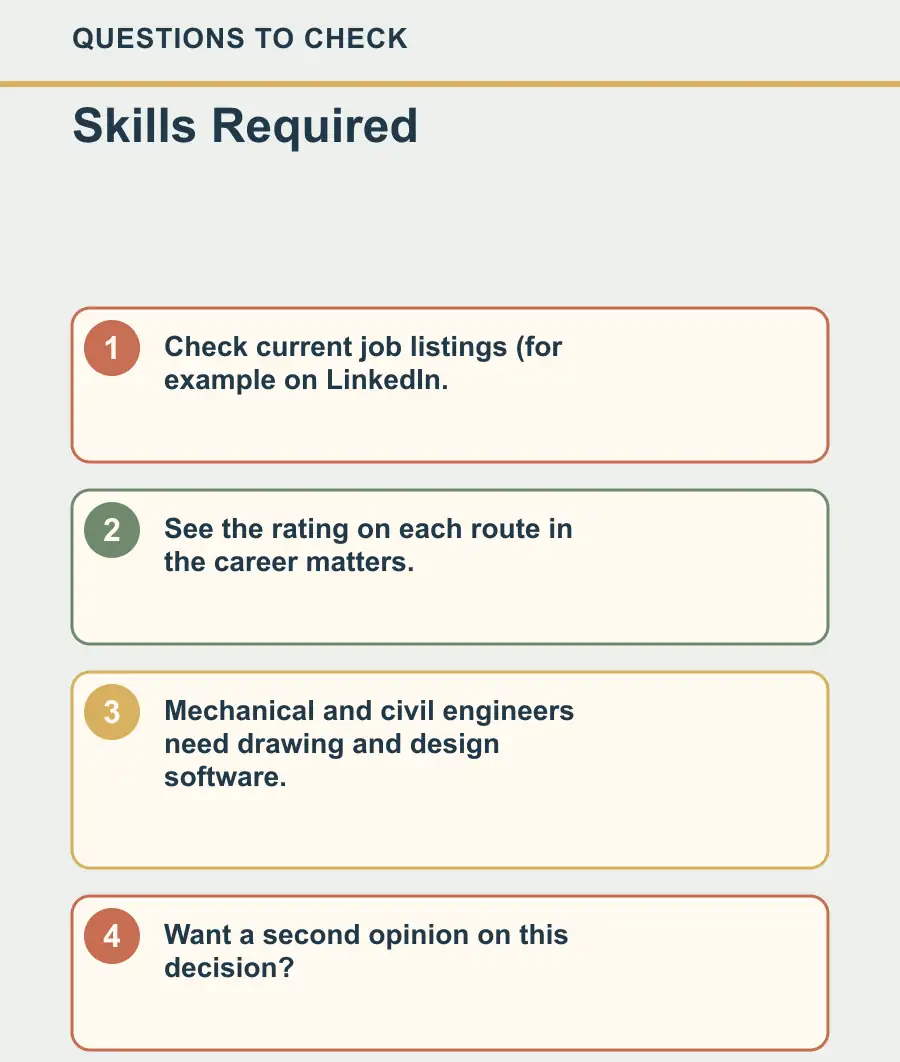 QUESTIONS TO CHECK
Skills Required
1
Check current job listings (for
example on LinkedIn.
2
See the rating on each route in
the career matters.
3
Mechanical and civil engineers
need drawing and design
software.
4
Want a second opinion on this
decision?